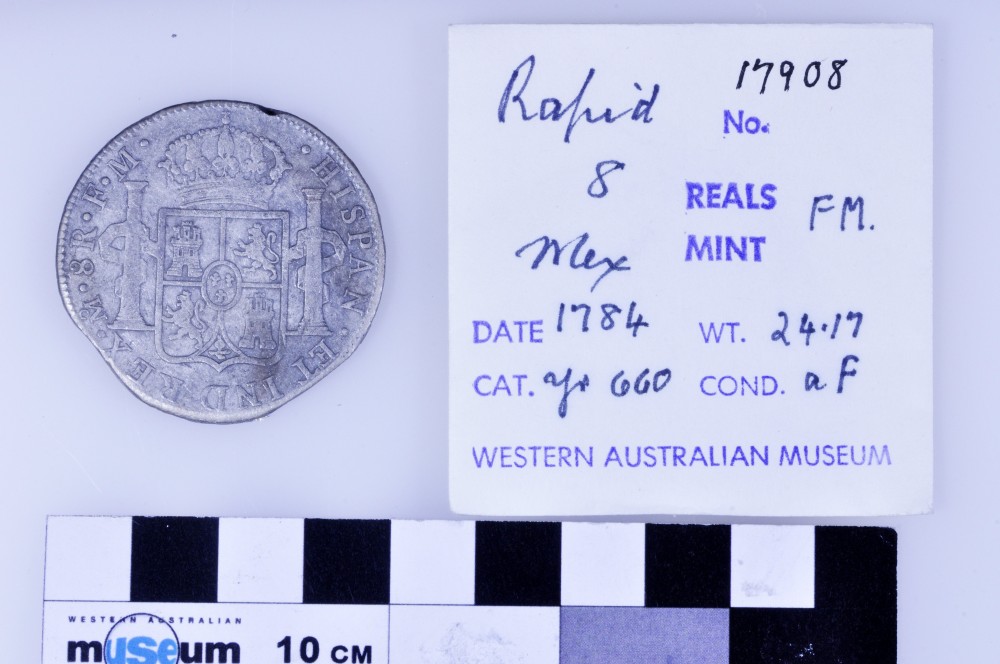 · HISPAN · ET IND REX · M · 8R · F · M ·
Rapid 17908
No.
8 REALS FM.
Mex MINT
DATE 1784 WT. 24.17
CAT. 660 COND. aF
WESTERN AUSTRALIAN MUSEUM
WESTERN AUSTRALIAN
museum 10 CM